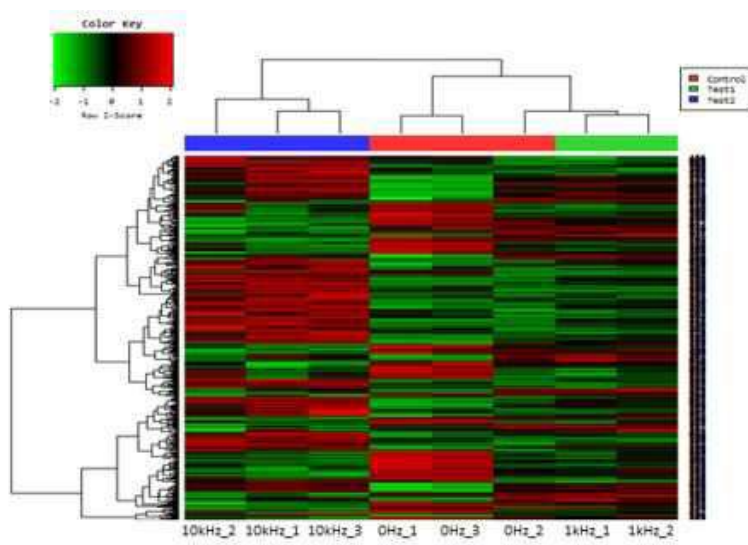 Color Key
-2 -1 0 1 2
Row Z-Score
Control
Test1
Test2
10kHz_2 10kHz_1 10kHz_3 0Hz_1 0Hz_3 0Hz_2 1kHz_1 1kHz_2